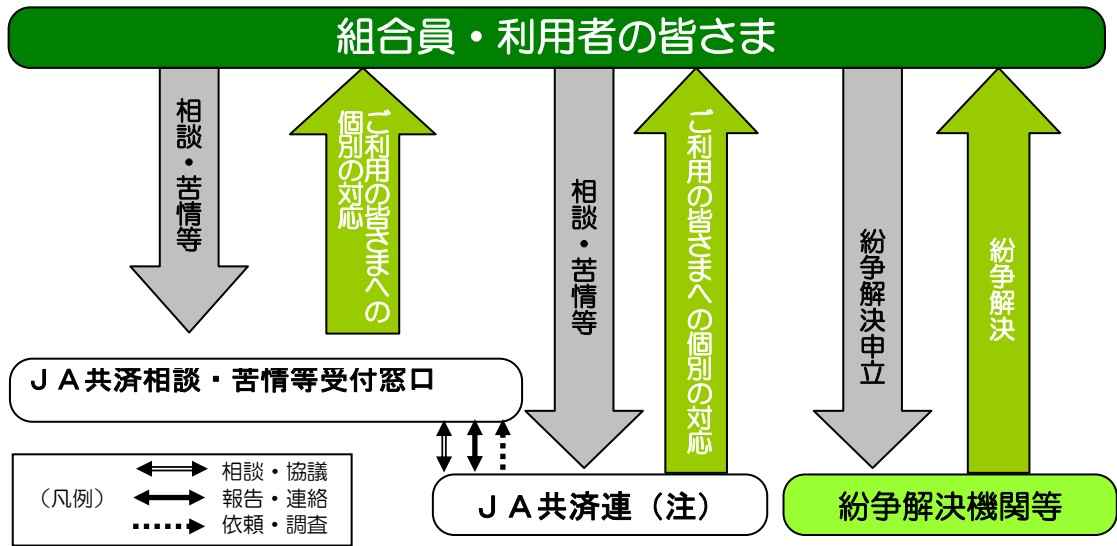 組合員・利用者の皆さま
相談・苦情等
ご利用の皆さまへの
個別の対応
相談・苦情等
ご利用の皆さまへの個別の対応
紛争解決申立
紛争解決
ＪＡ共済相談・苦情等受付窓口
（凡例）
相談・協議
報告・連絡
依頼・調査
ＪＡ共済連（注）
紛争解決機関等